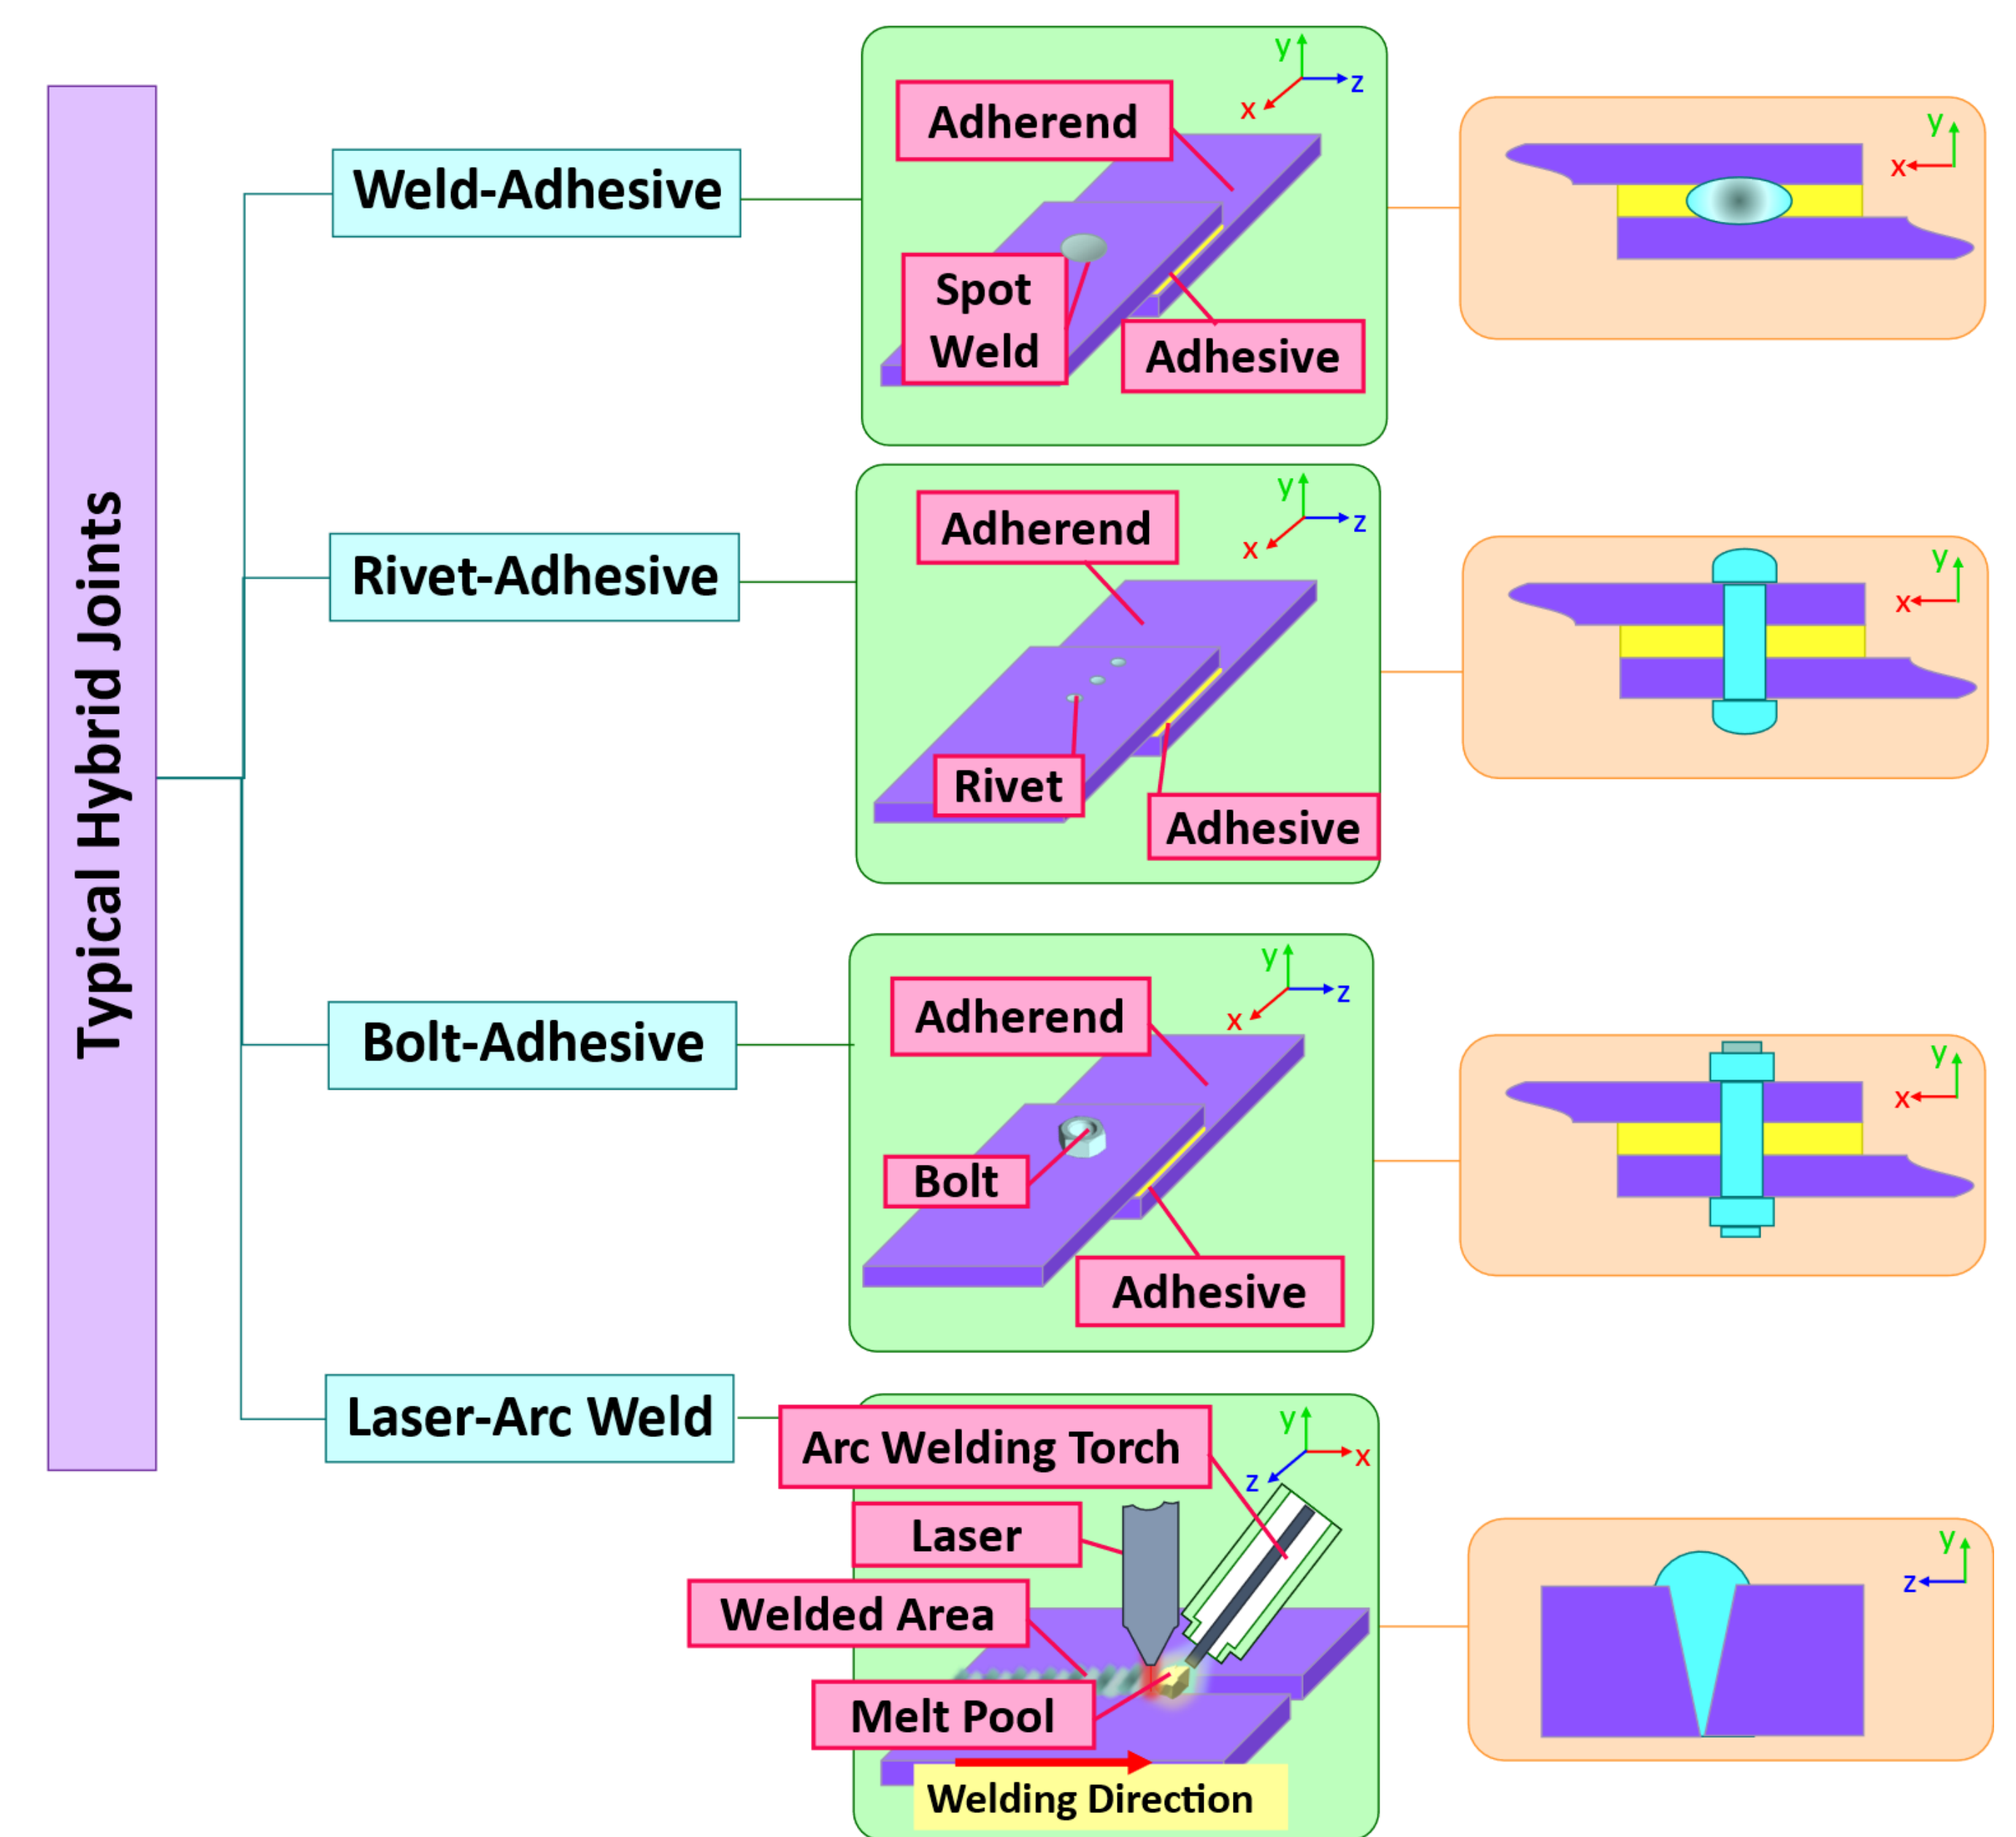 Typical Hybrid Joints
Weld-Adhesive
y
z
x
Adherend
Spot
Weld
Adhesive
y
x
Rivet-Adhesive
y
z
x
Adherend
Rivet
Adhesive
y
x
Bolt-Adhesive
y
z
x
Adherend
Bolt
Adhesive
y
x
Laser-Arc Weld
y
x
z
Arc Welding Torch
Laser
Welded Area
Melt Pool
Welding Direction
y
z